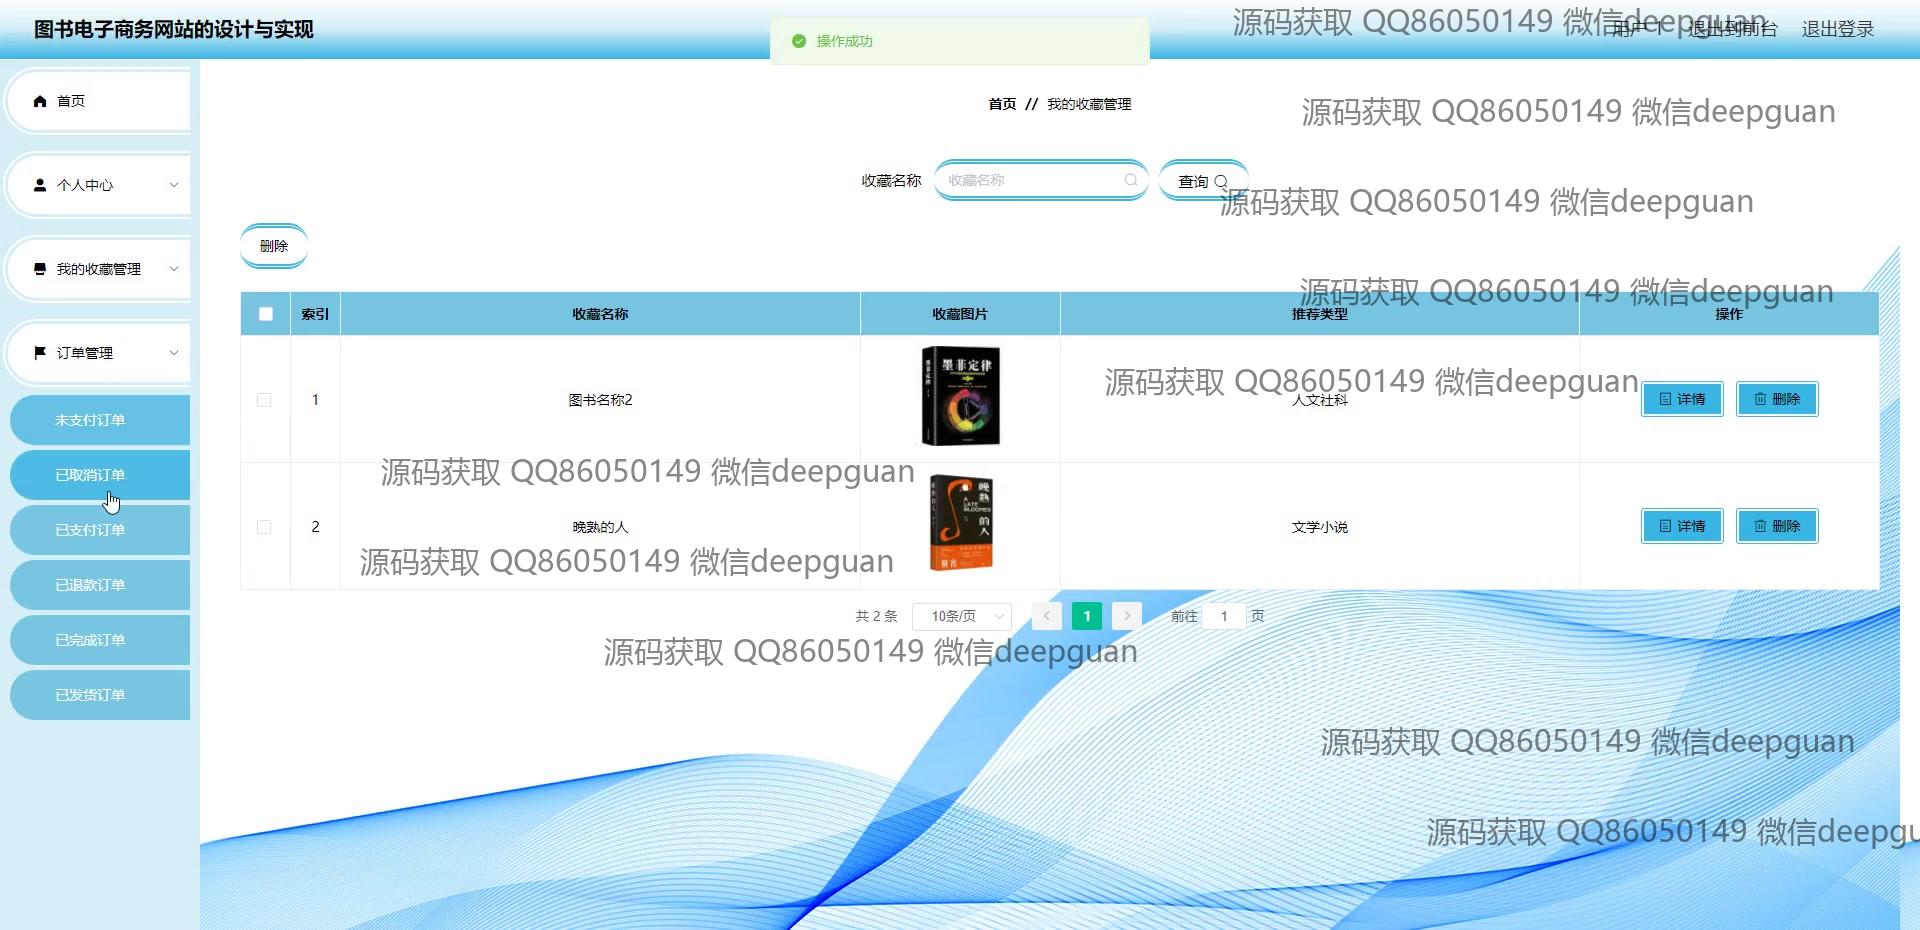 图书电子商务网站的设计与实现
操作成功
源码获取 QQ86050149 微信deepguan
退出到前台
退出登录
首页
首页 // 我的收藏管理
源码获取 QQ86050149 微信deepguan
个人中心
收藏名称
收藏名称
查询
源码获取 QQ86050149 微信deepguan
删除
我的收藏管理
源码获取 QQ86050149 微信deepguan
索引
收藏名称
收藏图片
推荐类型
操作
订单管理
墨菲定律
源码获取 QQ86050149 微信deepguan
1
图书名称2
人文社科
详情
删除
未支付订单
已取消订单
源码获取 QQ86050149 微信deepguan
晚熟的人
A LATE BLOOMER
2
晚熟的人
文学小说
详情
删除
已支付订单
源码获取 QQ86050149 微信deepguan
已退款订单
共 2 条
10条/页
1
前往 1 页
已完成订单
源码获取 QQ86050149 微信deepguan
已发货订单
源码获取 QQ86050149 微信deepguan
源码获取 QQ86050149 微信deepgu